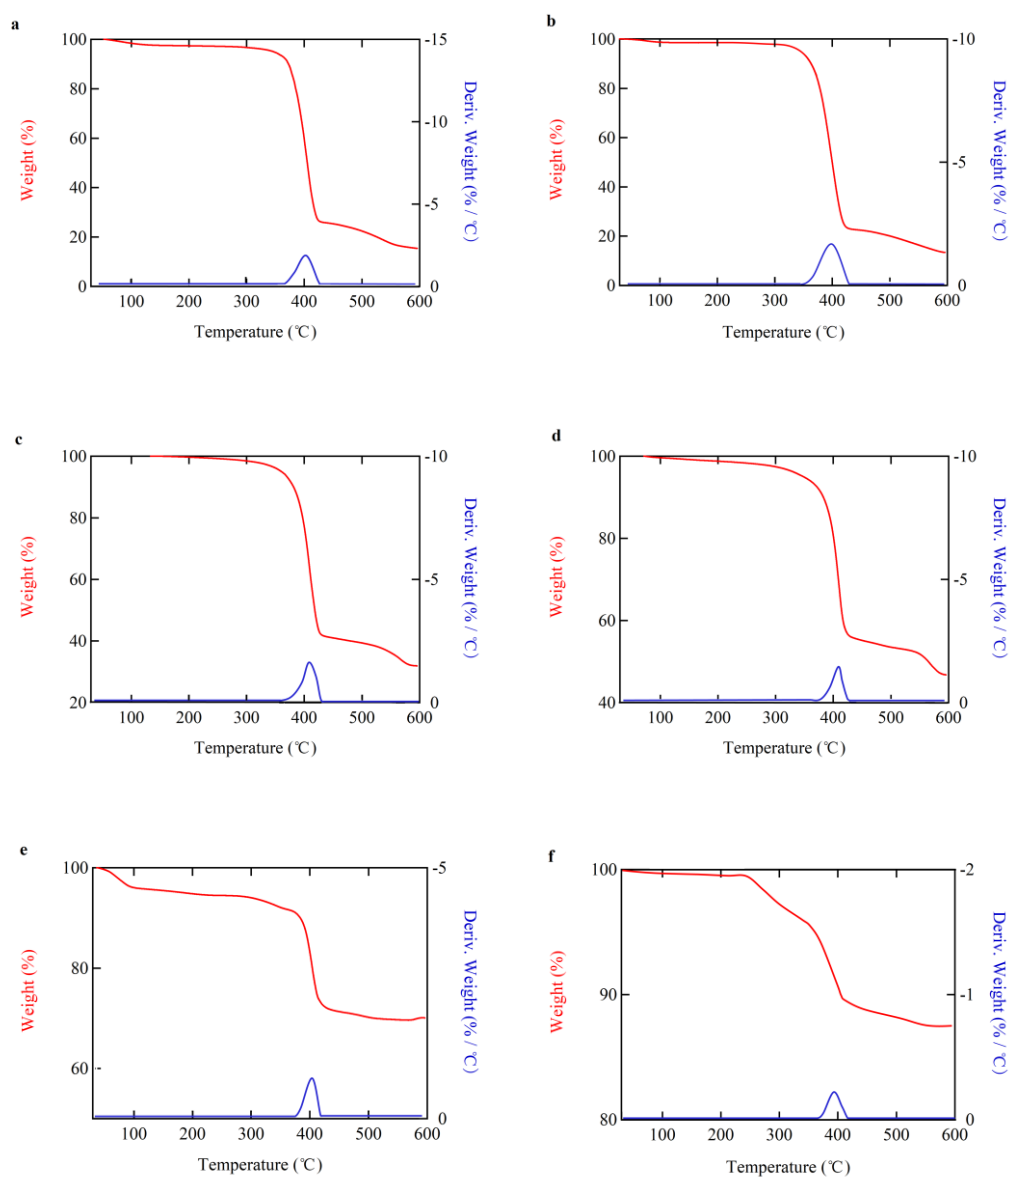 a
100
80
60
40
20
0
-15
-10
-5
0
100 200 300 400 500 600
Weight (%)
Deriv. Weight (% / ℃)
Temperature (℃)
b
100
80
60
40
20
0
-10
-5
0
100 200 300 400 500 600
Weight (%)
Deriv. Weight (% / ℃)
Temperature (℃)
c
100
80
60
40
20
-10
-5
0
100 200 300 400 500 600
Weight (%)
Deriv. Weight (% / ℃)
Temperature (℃)
d
100
80
60
40
-10
-5
0
100 200 300 400 500 600
Weight (%)
Deriv. Weight (% / ℃)
Temperature (℃)
e
100
80
60
-5
0
100 200 300 400 500 600
Weight (%)
Deriv. Weight (% / ℃)
Temperature (℃)
f
100
90
80
-2
-1
0
100 200 300 400 500 600
Weight (%)
Deriv. Weight (% / ℃)
Temperature (℃)